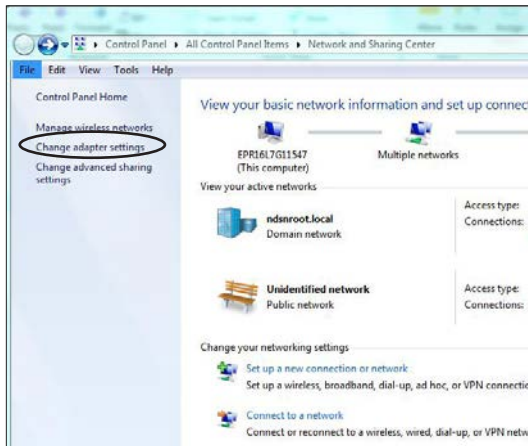 Control Panel ▸ All Control Panel Items ▸ Network and Sharing Center
File Edit View Tools Help
Control Panel Home
Manage wireless networks
Change adapter settings
Change advanced sharing
settings
View your basic network information and set up connec
EPR16L7G11547
(This computer)
Multiple networks
View your active networks
ndsnroot.local
Domain network
Access type:
Connections:
Unidentified network
Public network
Access type:
Connections:
Change your networking settings
Set up a new connection or network
Set up a wireless, broadband, dial-up, ad hoc, or VPN connectio
Connect to a network
Connect or reconnect to a wireless, wired, dial-up, or VPN netw